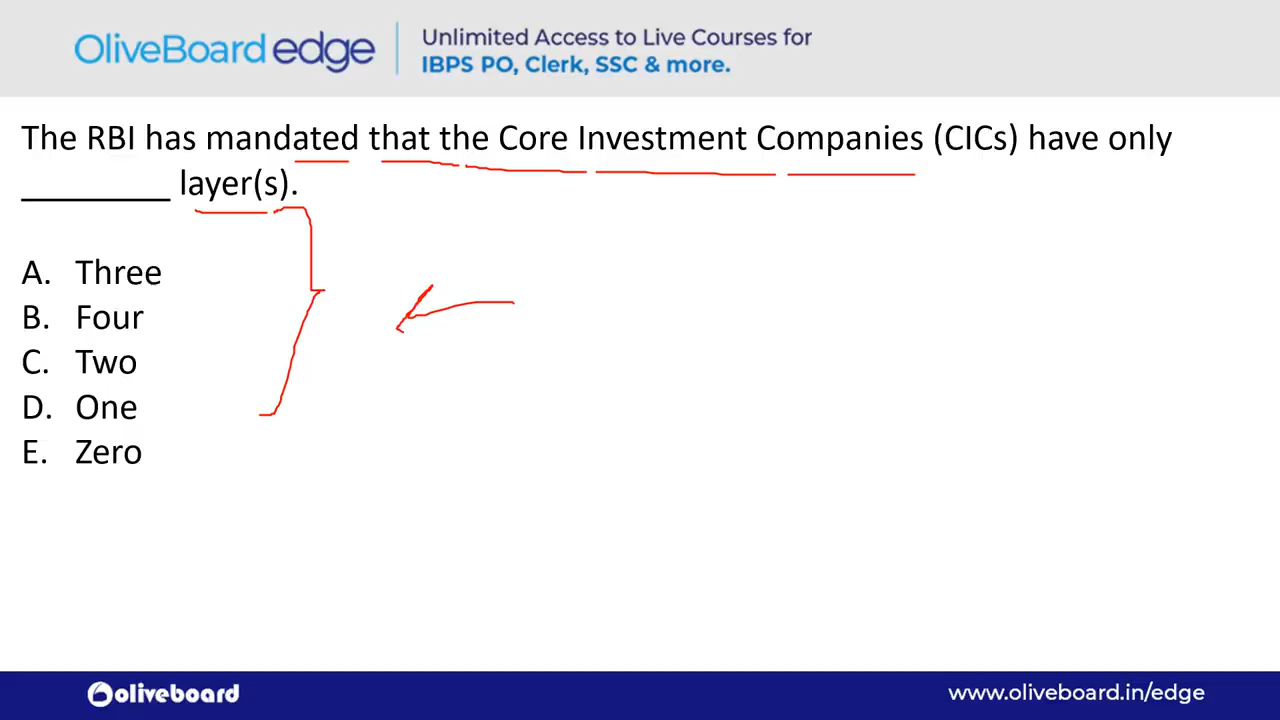 OliveBoard edge
Unlimited Access to Live Courses for
IBPS PO, Clerk, SSC & more.
The RBI has mandated that the Core Investment Companies (CICs) have only
________ layer(s).
A. Three
B. Four
C. Two
D. One
E. Zero
oliveboard
www.oliveboard.in/edge